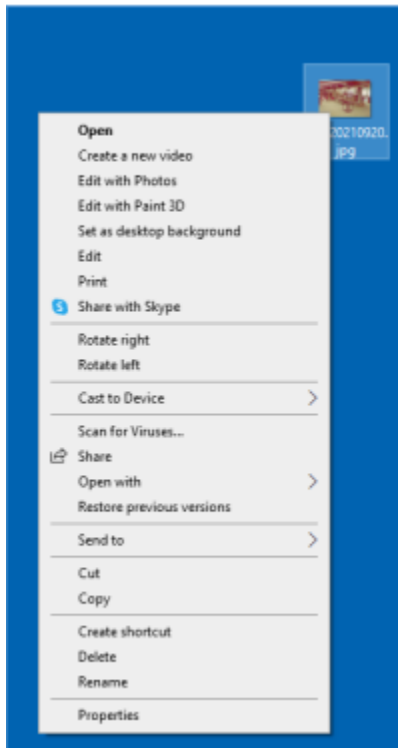 20210920.
jpg
Open
Create a new video
Edit with Photos
Edit with Paint 3D
Set as desktop background
Edit
Print
Share with Skype
Rotate right
Rotate left
Cast to Device
Scan for Viruses...
Share
Open with
Restore previous versions
Send to
Cut
Copy
Create shortcut
Delete
Rename
Properties